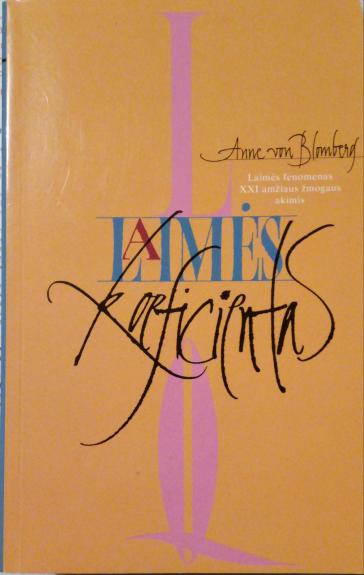 Anne von Blomberg
Laimės fenomenas
XXI amžiaus žmogaus
akimis
LAIMĖS
Koeficientas
L
Q